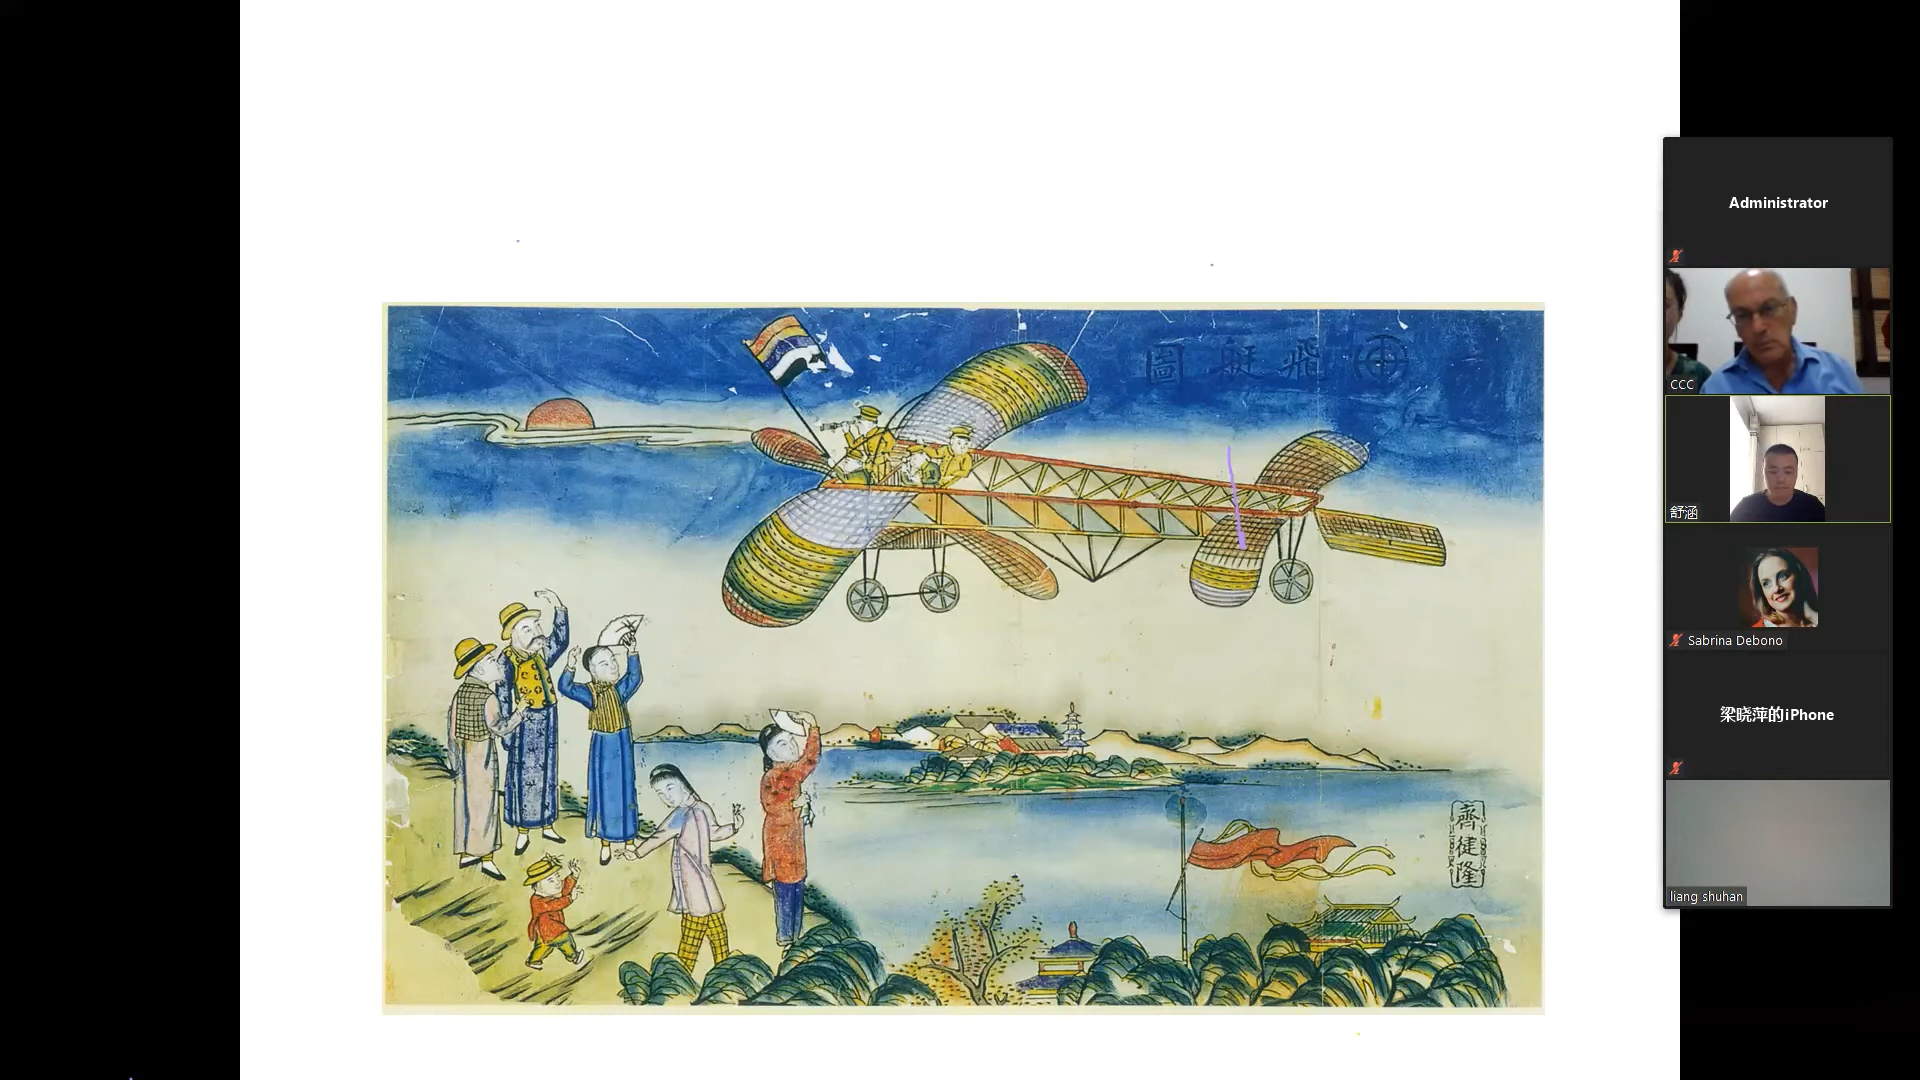 Administrator
圖艇飛
CCC
舒涵
Sabrina Debono
梁晓萍的iPhone
齊健隆
liang shuhan